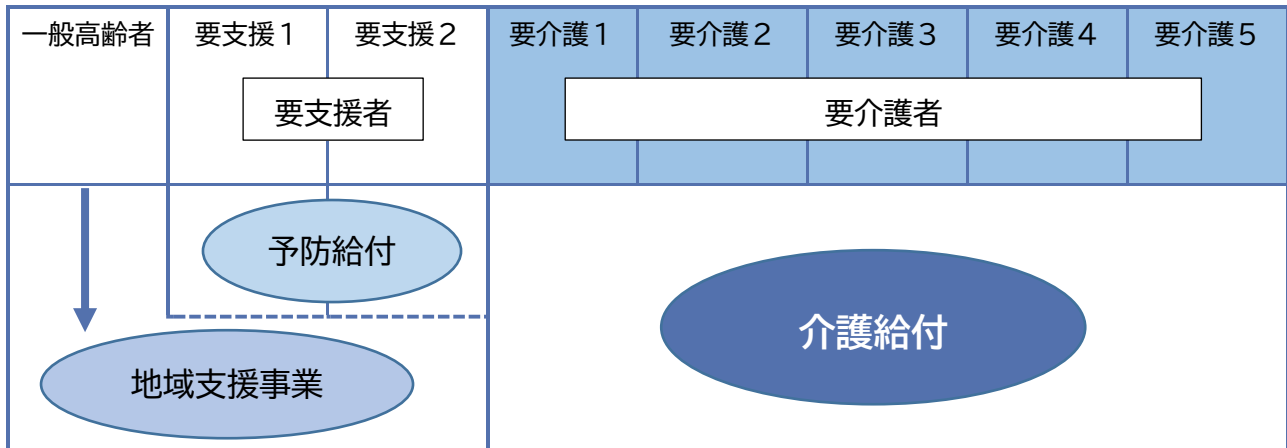 一般高齢者 要支援１ 要支援２ 要介護１ 要介護２ 要介護３ 要介護４ 要介護５
要支援者 要介護者
予防給付
介護給付
地域支援事業